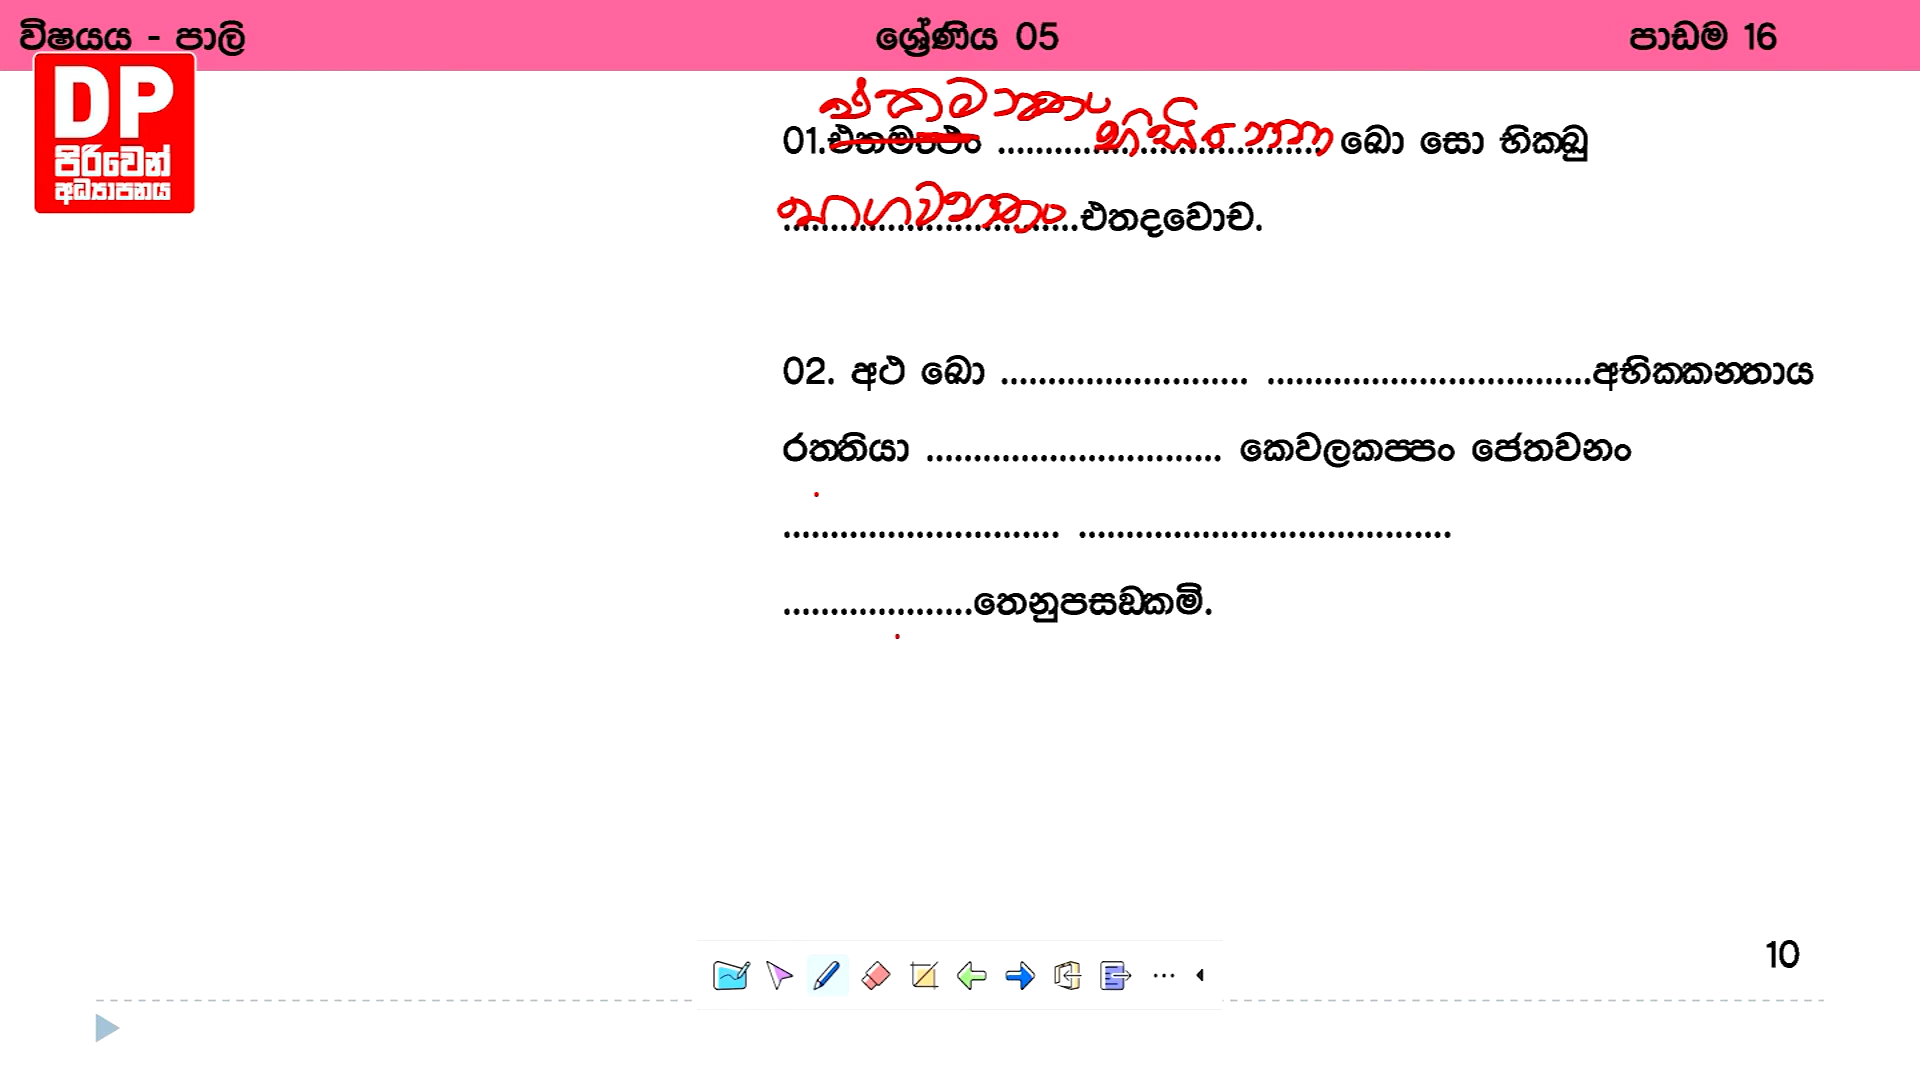 විෂයය - පාලි ශ්‍රේණිය 05 පාඩම 16
DP
පිරිවෙන්
අධ්‍යාපනය
එකමන්තං
01.එතමත්ථං .................................. නිසින්නො ඛො සො භික්ඛු
භගවන්තං ...............................එතදවොච.
02. අථ ඛො .......................... ..................................අභික්කන්තාය
රත්තියා ............................... කෙවලකප්පං ජෙතවනං
............................. .......................................
....................තෙනුපසඞ්කමි.
10